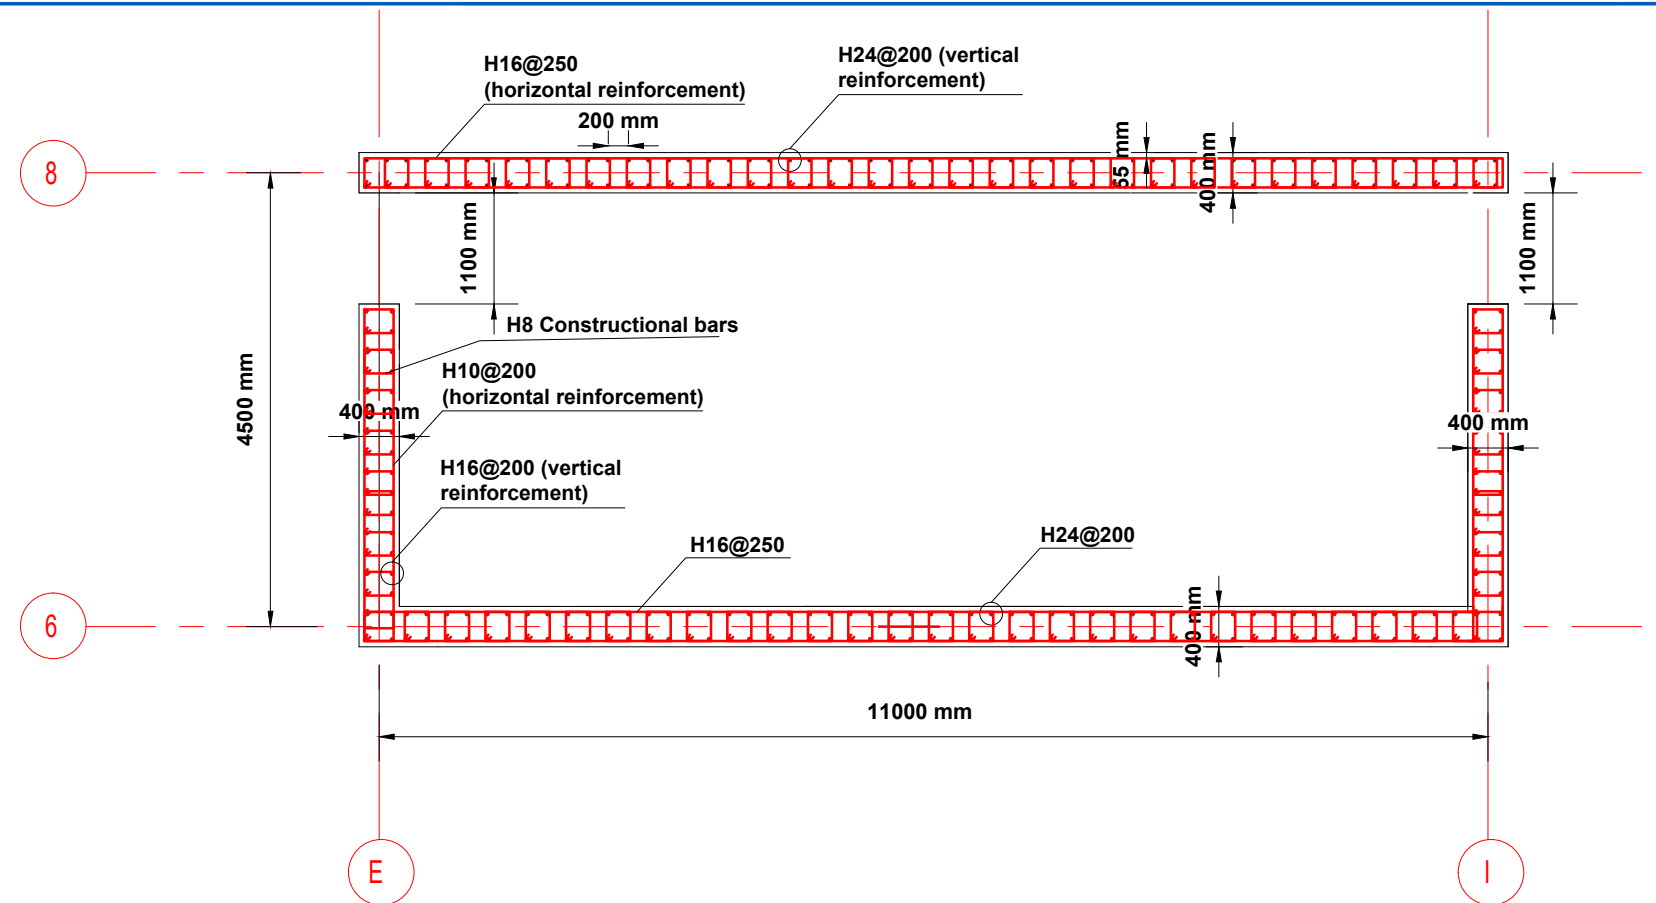 H16@250
(horizontal reinforcement)
H24@200 (vertical
reinforcement)
200 mm
55 mm
400 mm
8
1100 mm
1100 mm
H8 Constructional bars
H10@200
(horizontal reinforcement)
4500 mm
400 mm
400 mm
H16@200 (vertical
reinforcement)
H16@250
H24@200
400 mm
6
11000 mm
E
I